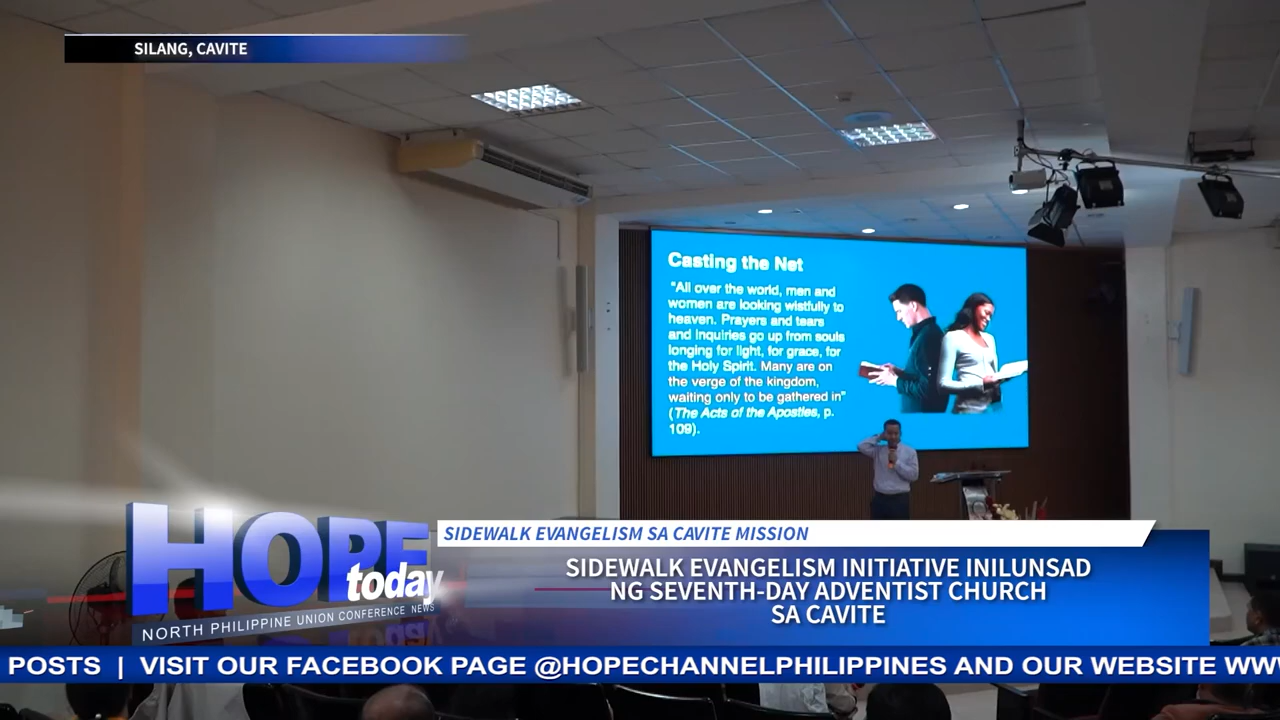 SILANG, CAVITE
Casting the Net
"All over the world, men and
women are looking wistfully to
heaven. Prayers and tears
and inquiries go up from souls
longing for light, for grace, for
the Holy Spirit. Many are on
the verge of the kingdom,
waiting only to be gathered in"
(The Acts of the Apostles, p.
109).
HOPE
today
NORTH PHILIPPINE UNION CONFERENCE NEWS
SIDEWALK EVANGELISM SA CAVITE MISSION
SIDEWALK EVANGELISM INITIATIVE INILUNSAD
NG SEVENTH-DAY ADVENTIST CHURCH
SA CAVITE
POSTS | VISIT OUR FACEBOOK PAGE @HOPECHANNELPHILIPPINES AND OUR WEBSITE WWW